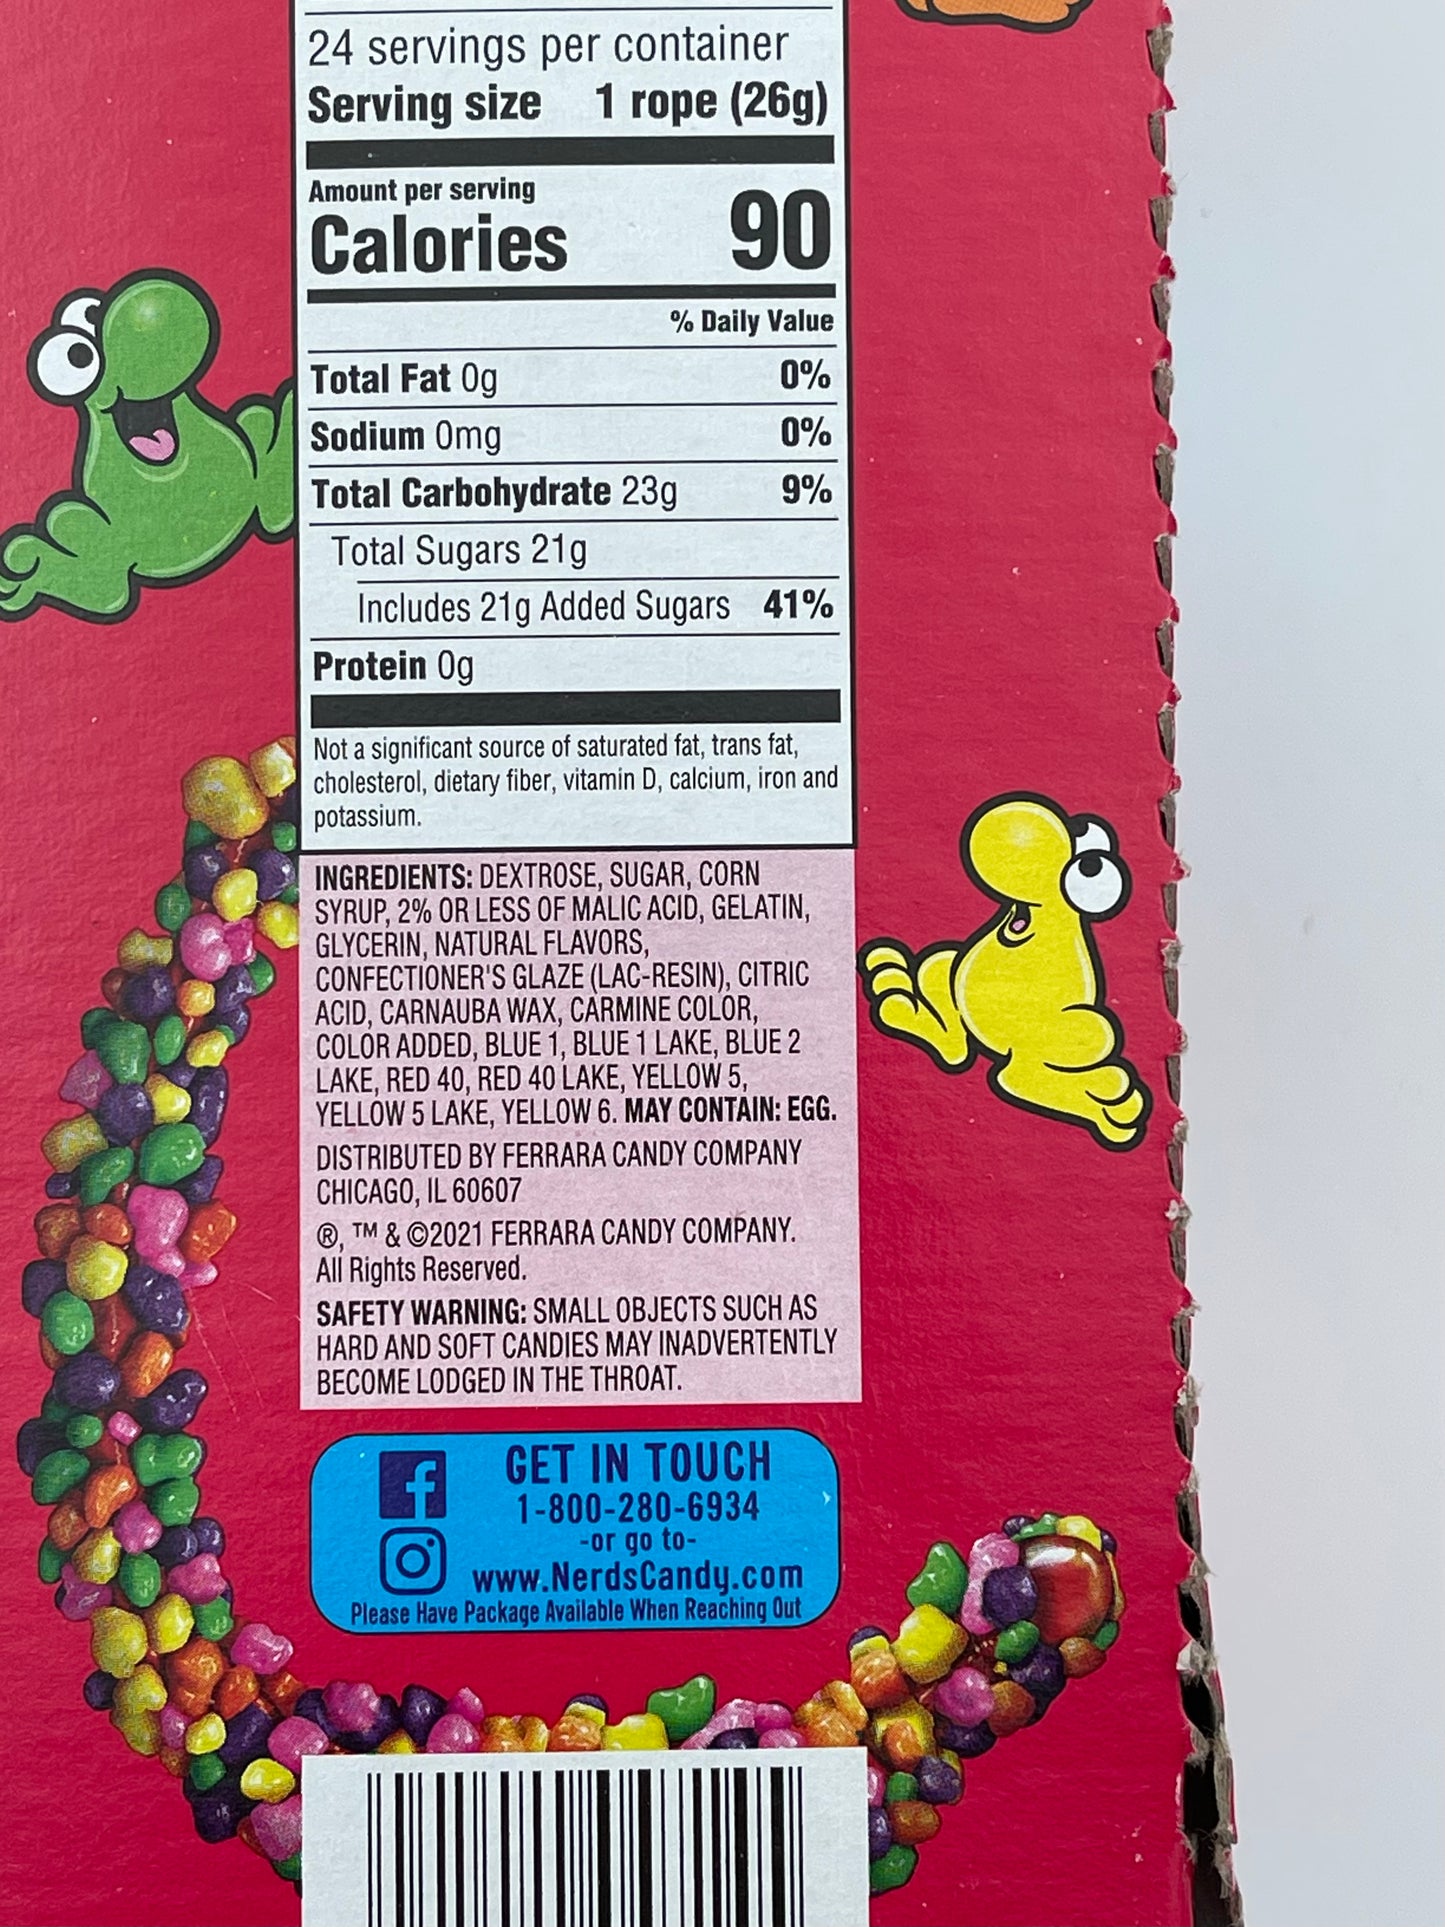 24 servings per container
Serving size 1 rope (26g)
Amount per serving
Calories 90
% Daily Value
Total Fat 0g 0%
Sodium 0mg 0%
Total Carbohydrate 23g 9%
Total Sugars 21g
Includes 21g Added Sugars 41%
Protein 0g
Not a significant source of saturated fat, trans fat,
cholesterol, dietary fiber, vitamin D, calcium, iron and
potassium.
INGREDIENTS: DEXTROSE, SUGAR, CORN
SYRUP, 2% OR LESS OF MALIC ACID, GELATIN,
GLYCERIN, NATURAL FLAVORS,
CONFECTIONER'S GLAZE (LAC-RESIN), CITRIC
ACID, CARNAUBA WAX, CARMINE COLOR,
COLOR ADDED, BLUE 1, BLUE 1 LAKE, BLUE 2
LAKE, RED 40, RED 40 LAKE, YELLOW 5,
YELLOW 5 LAKE, YELLOW 6. MAY CONTAIN: EGG.
DISTRIBUTED BY FERRARA CANDY COMPANY
CHICAGO, IL 60607
®, ™ & ©2021 FERRARA CANDY COMPANY.
All Rights Reserved.
SAFETY WARNING: SMALL OBJECTS SUCH AS
HARD AND SOFT CANDIES MAY INADVERTENTLY
BECOME LODGED IN THE THROAT.
GET IN TOUCH
1-800-280-6934
-or go to-
www.NerdsCandy.com
Please Have Package Available When Reaching Out